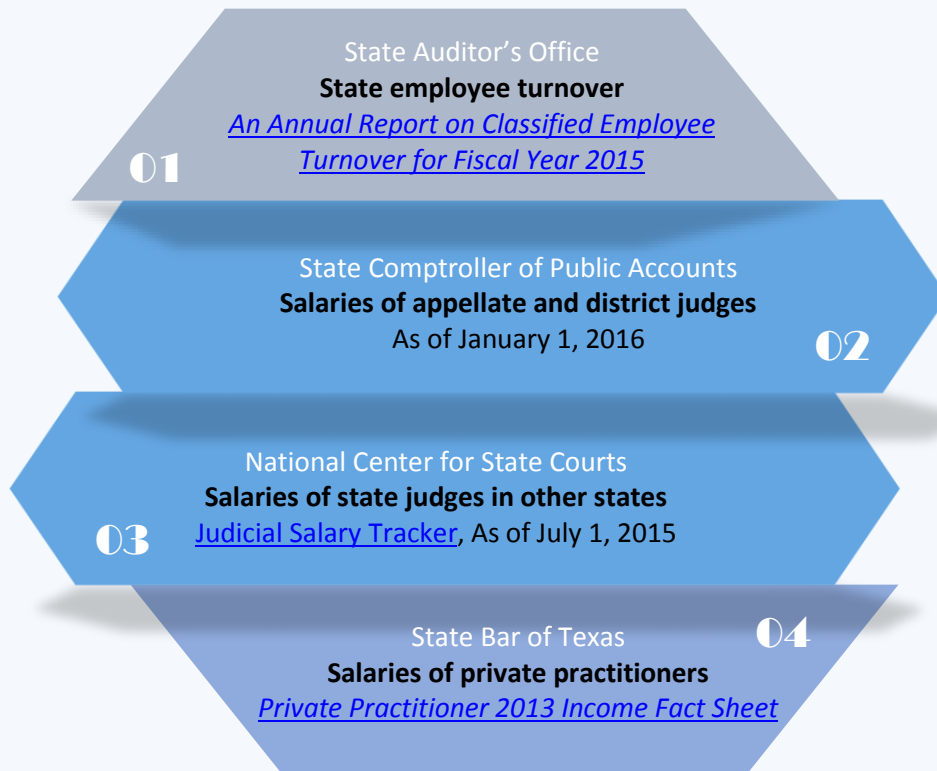 State Auditor’s Office
State employee turnover
An Annual Report on Classified Employee
Turnover for Fiscal Year 2015
01
State Comptroller of Public Accounts
Salaries of appellate and district judges
As of January 1, 2016
02
National Center for State Courts
Salaries of state judges in other states
Judicial Salary Tracker, As of July 1, 2015
03
State Bar of Texas
04
Salaries of private practitioners
Private Practitioner 2013 Income Fact Sheet